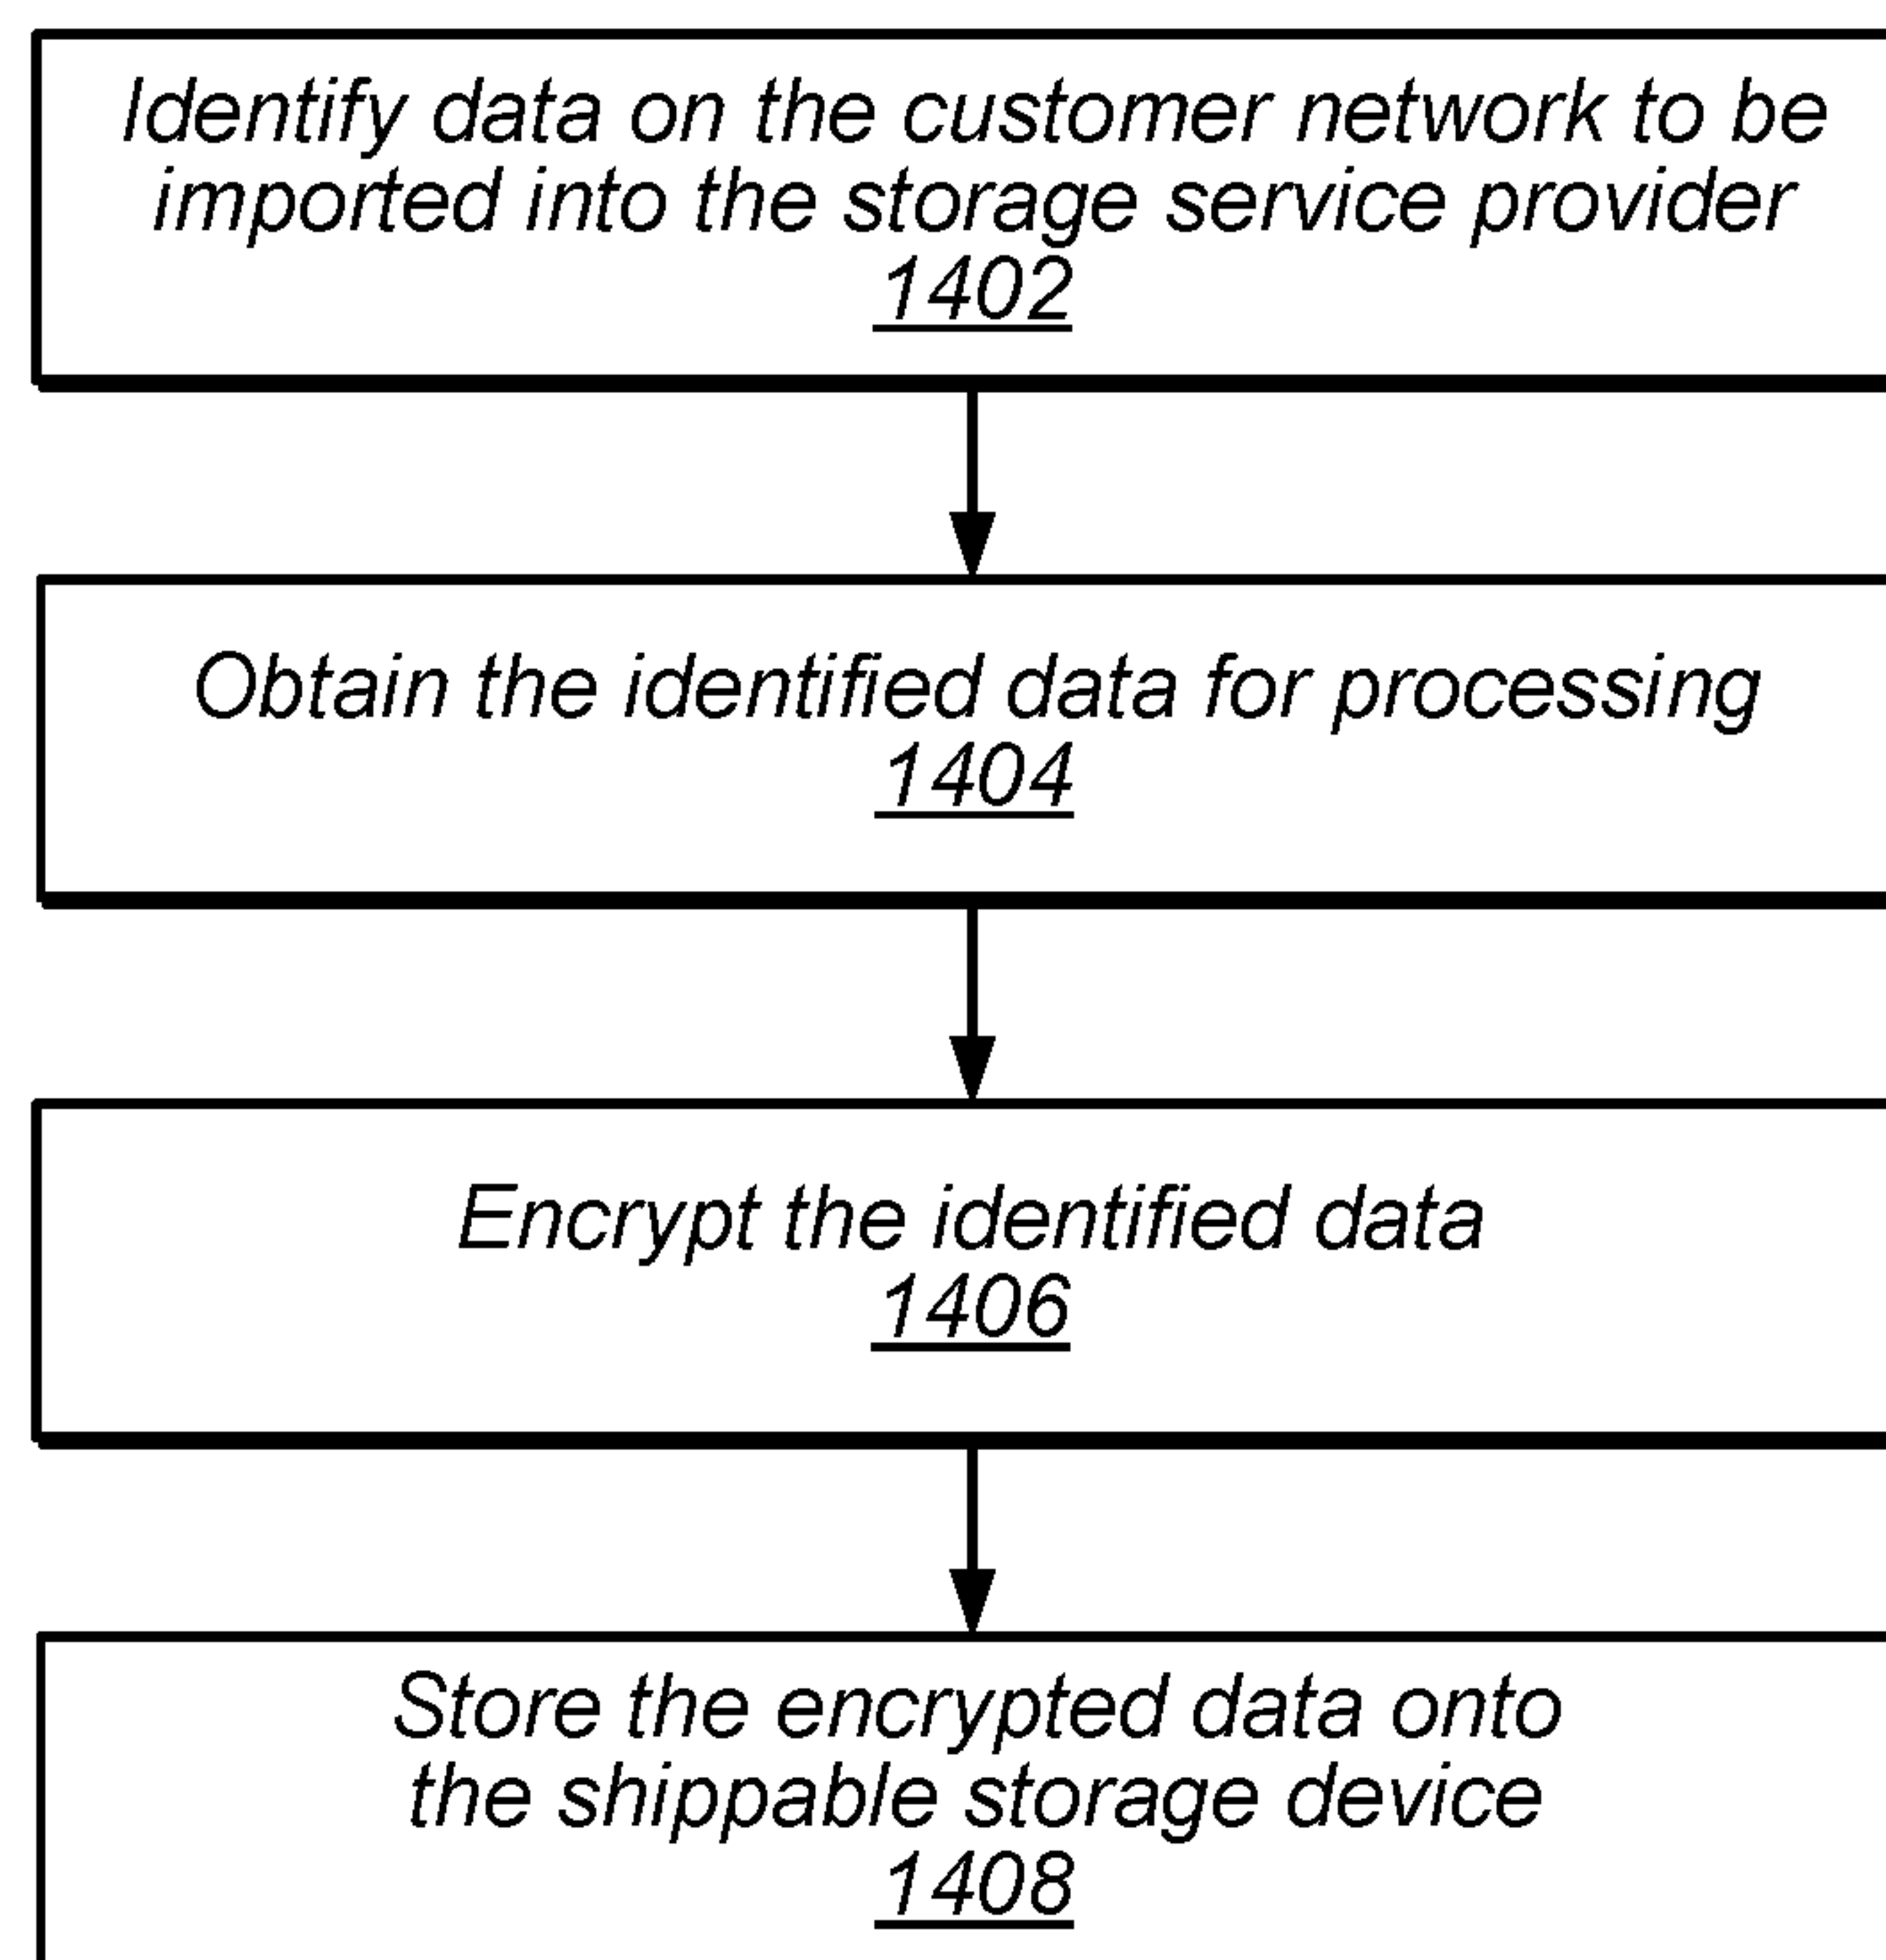 Identify data on the customer network to be
imported into the storage service provider
1402
Obtain the identified data for processing
1404
Encrypt the identified data
1406
Store the encrypted data onto
the shippable storage device
1408